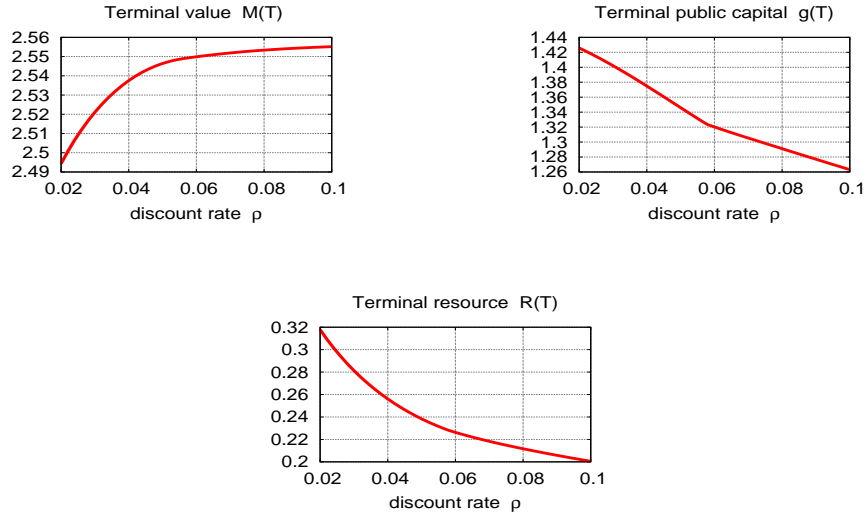 Terminal value M(T)
2.56
2.55
2.54
2.53
2.52
2.51
2.5
2.49
0.02 0.04 0.06 0.08 0.1
discount rate ρ
Terminal public capital g(T)
1.44
1.42
1.4
1.38
1.36
1.34
1.32
1.3
1.28
1.26
0.02 0.04 0.06 0.08 0.1
discount rate ρ
Terminal resource R(T)
0.32
0.3
0.28
0.26
0.24
0.22
0.2
0.02 0.04 0.06 0.08 0.1
discount rate ρ